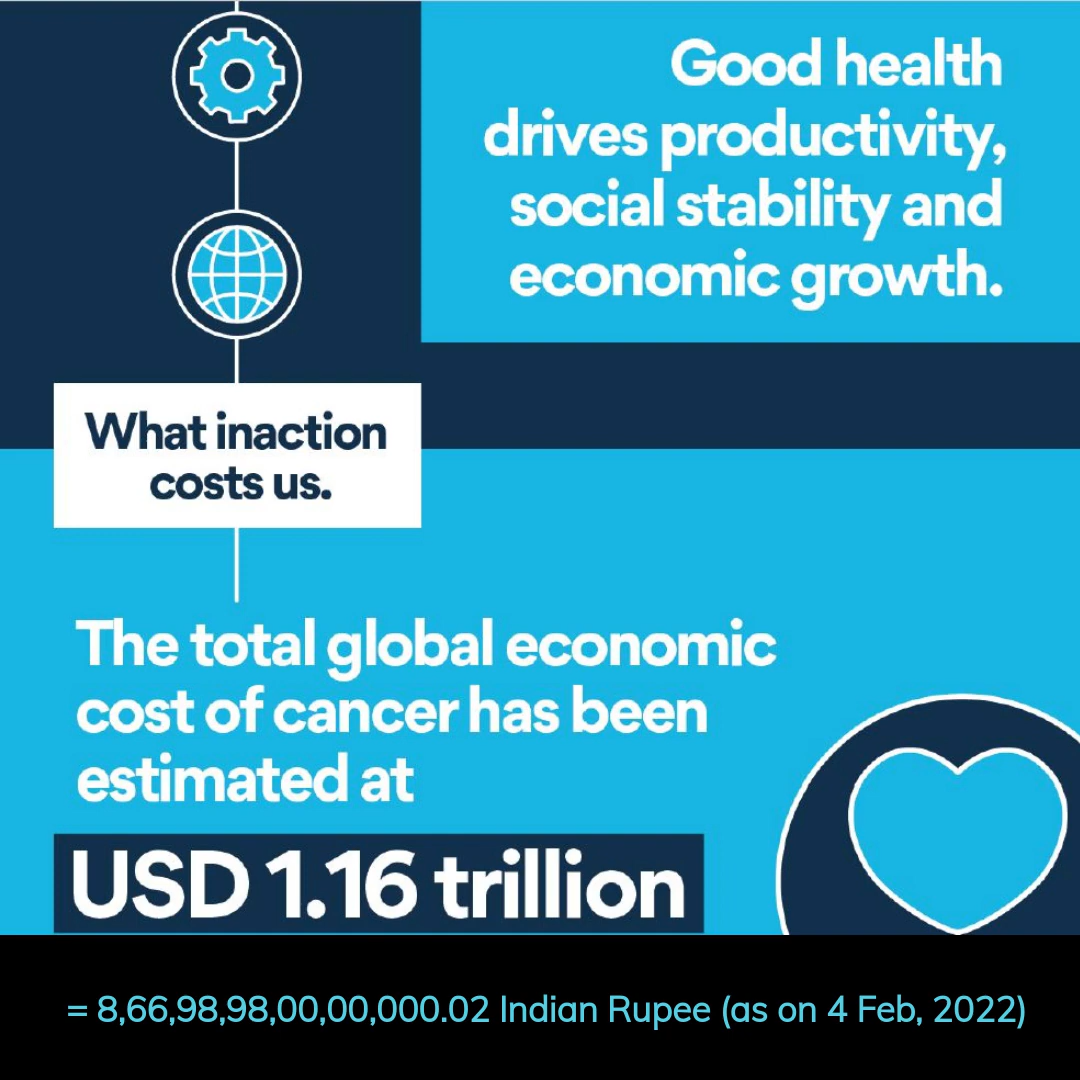 Good health
drives productivity,
social stability and
economic growth.
What inaction
costs us.
The total global economic
cost of cancer has been
estimated at
USD 1.16 trillion
= 8,66,98,98,00,00,000.02 Indian Rupee (as on 4 Feb, 2022)